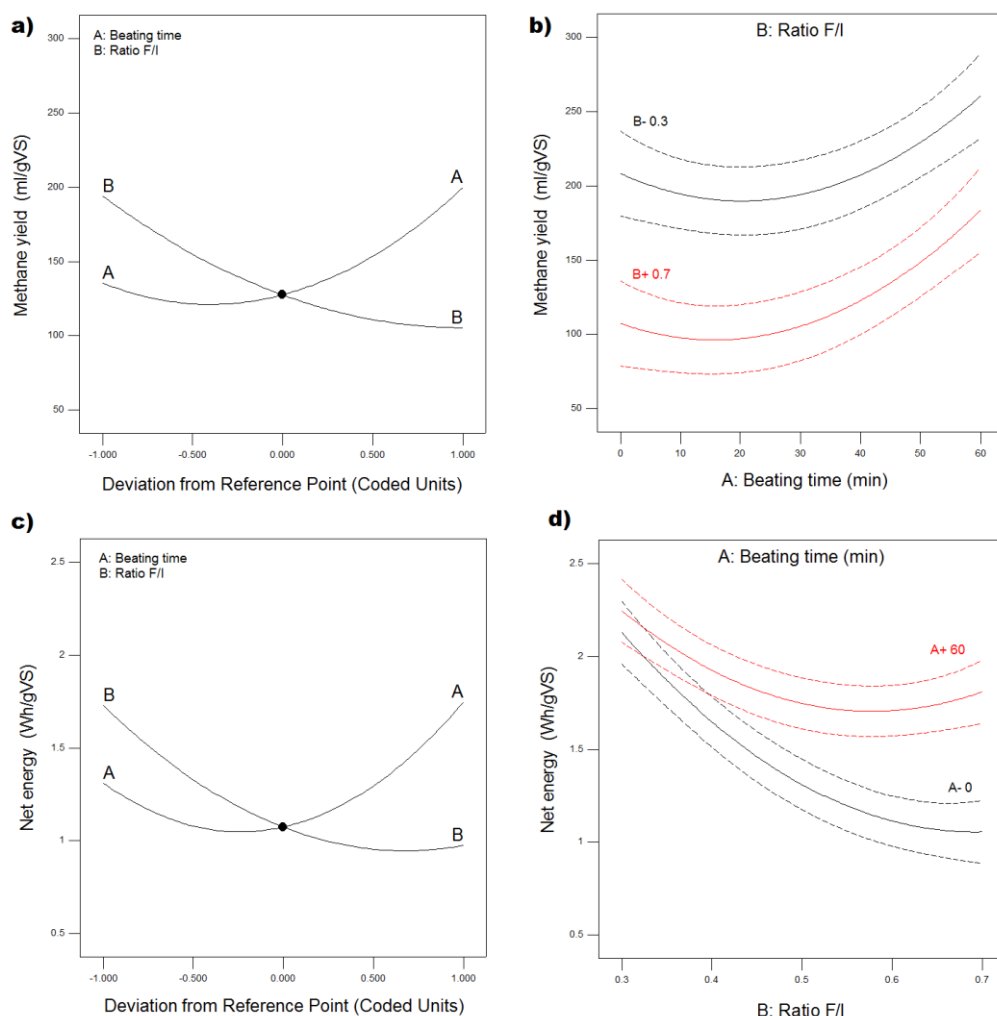 a)
A: Beating time
B: Ratio F/I
Methane yield (ml/gVS)
300
250
200
150
100
50
B
A
A
B
-1.000
-0.500
0.000
0.500
1.000
Deviation from Reference Point (Coded Units)
b)
B: Ratio F/I
Methane yield (ml/gVS)
300
250
200
150
100
50
B- 0.3
B+ 0.7
0
10
20
30
40
50
60
A: Beating time (min)
c)
A: Beating time
B: Ratio F/I
Net energy (Wh/gVS)
2.5
2
1.5
1
0.5
B
A
A
B
-1.000
-0.500
0.000
0.500
1.000
Deviation from Reference Point (Coded Units)
d)
A: Beating time (min)
Net energy (Wh/gVS)
2.5
2
1.5
1
0.5
A+ 60
A- 0
0.3
0.4
0.5
0.6
0.7
B: Ratio F/I